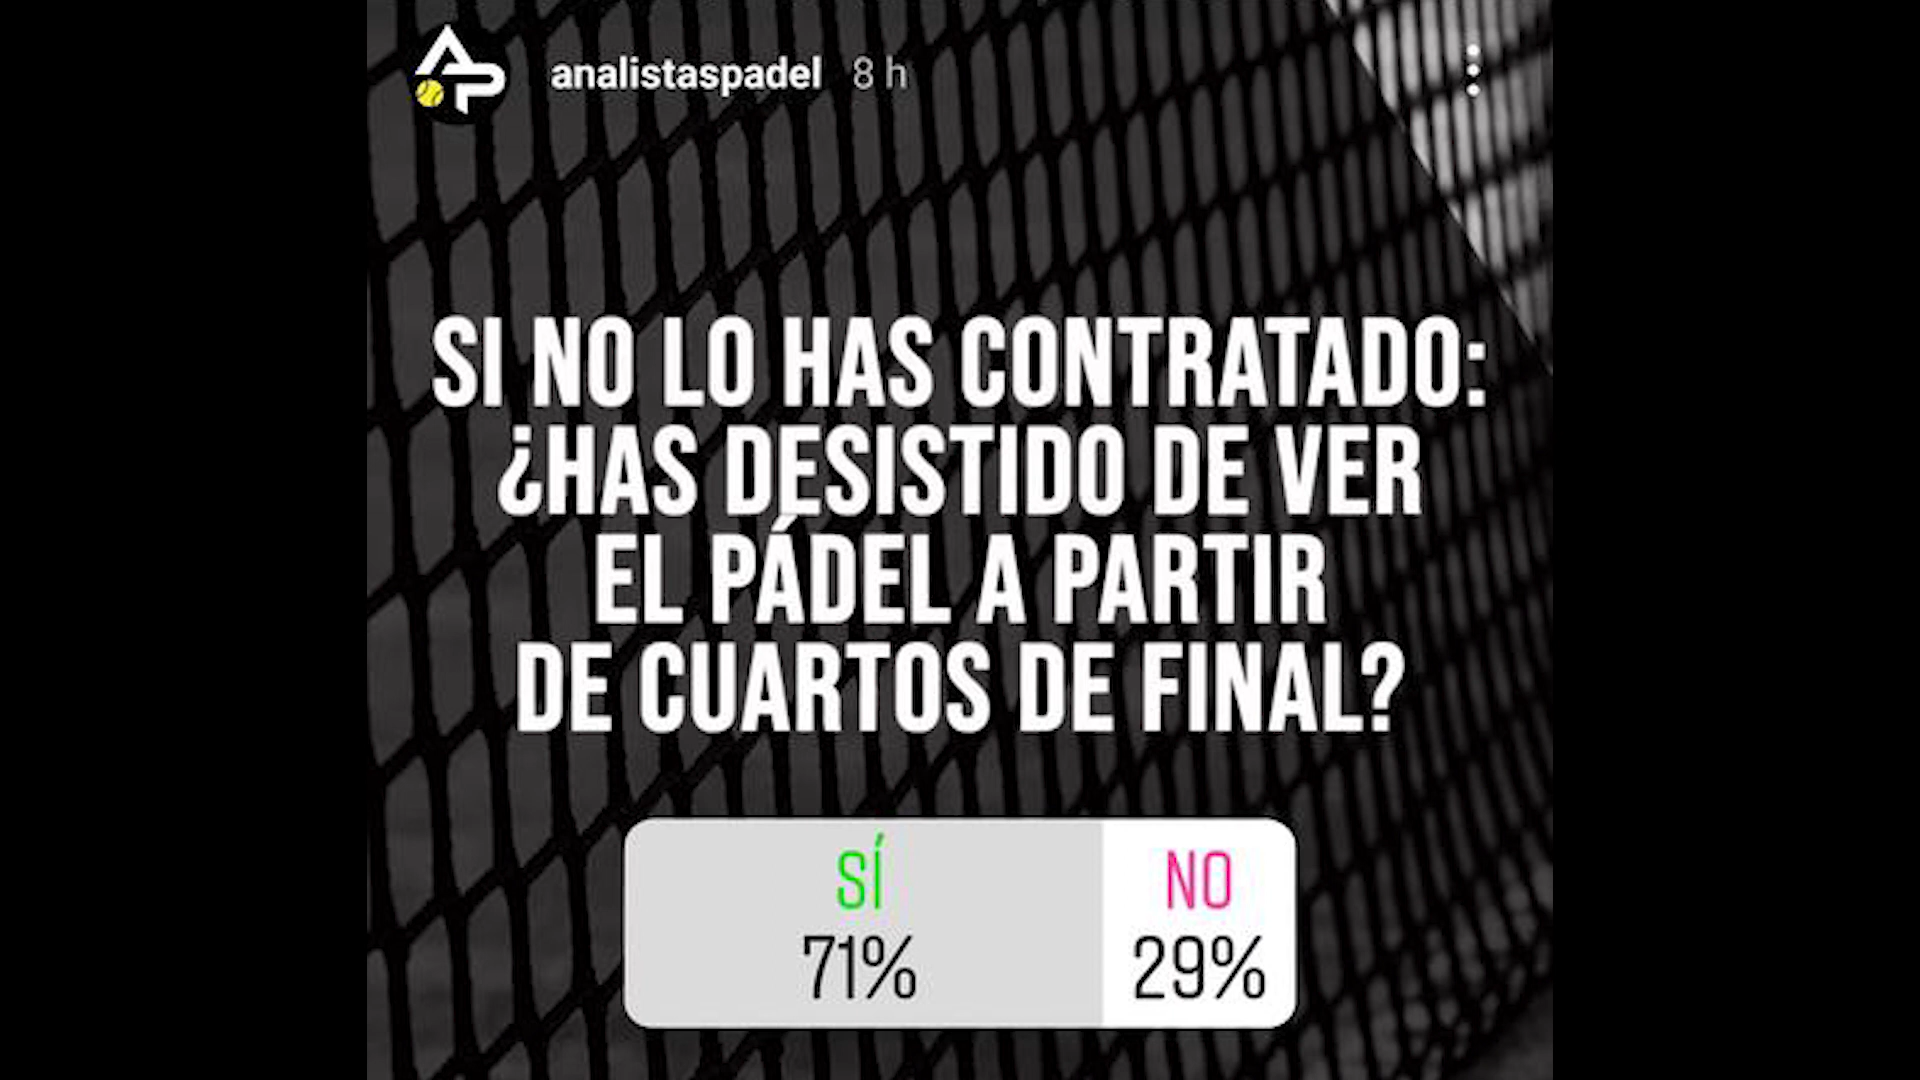 AP
analistaspadel 8 h
SI NO LO HAS CONTRATADO:
¿HAS DESISTIDO DE VER
EL PÁDEL A PARTIR
DE CUARTOS DE FINAL?
SÍ NO
71% 29%